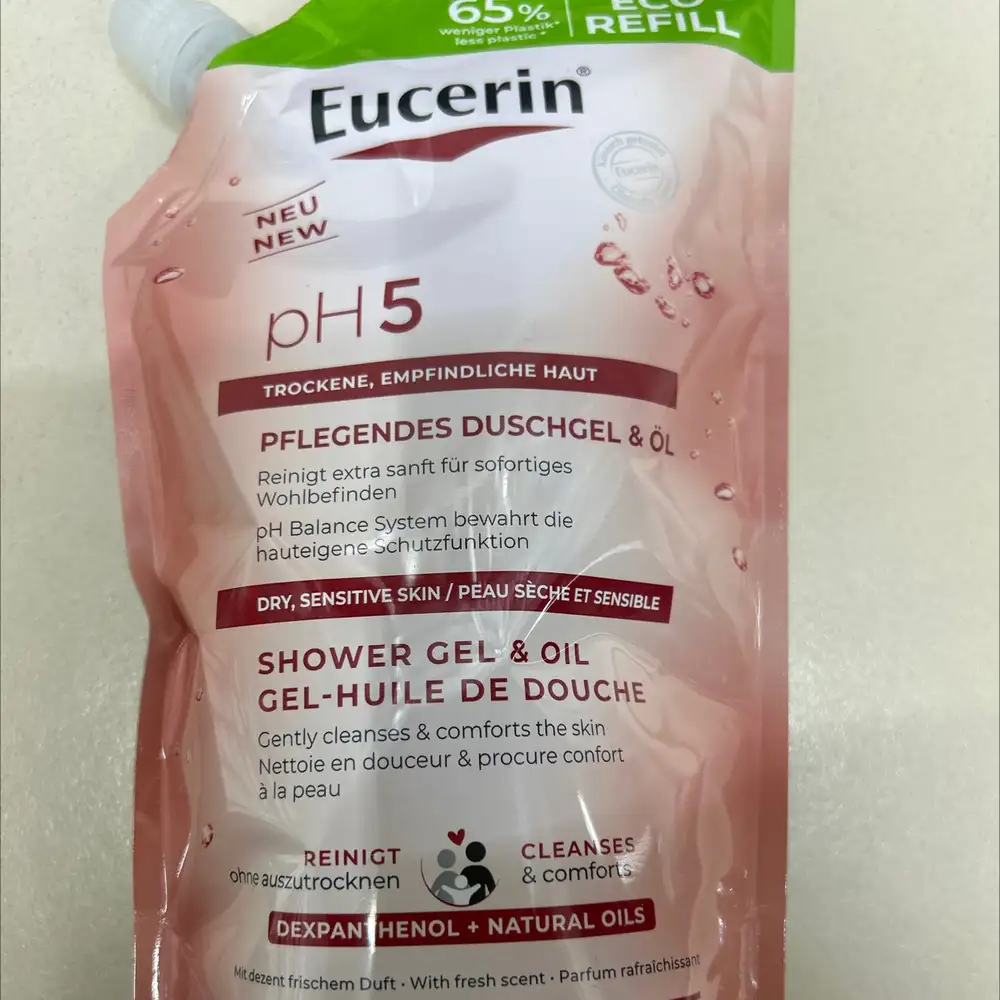 65%
weniger Plastik*
less plastic*
ECO
REFILL
Eucerin®
Eucerin
NEU
NEW
pH5
TROCKENE, EMPFINDLICHE HAUT
PFLEGENDES DUSCHGEL & ÖL
Reinigt extra sanft für sofortiges
Wohlbefinden
pH Balance System bewahrt die
hauteigene Schutzfunktion
DRY, SENSITIVE SKIN / PEAU SÈCHE ET SENSIBLE
SHOWER GEL & OIL
GEL-HUILE DE DOUCHE
Gently cleanses & comforts the skin
Nettoie en douceur & procure confort
à la peau
REINIGT
ohne auszutrocknen
CLEANSES
& comforts
DEXPANTHENOL + NATURAL OILS
Mit dezent frischem Duft · With fresh scent · Parfum rafraîchissant